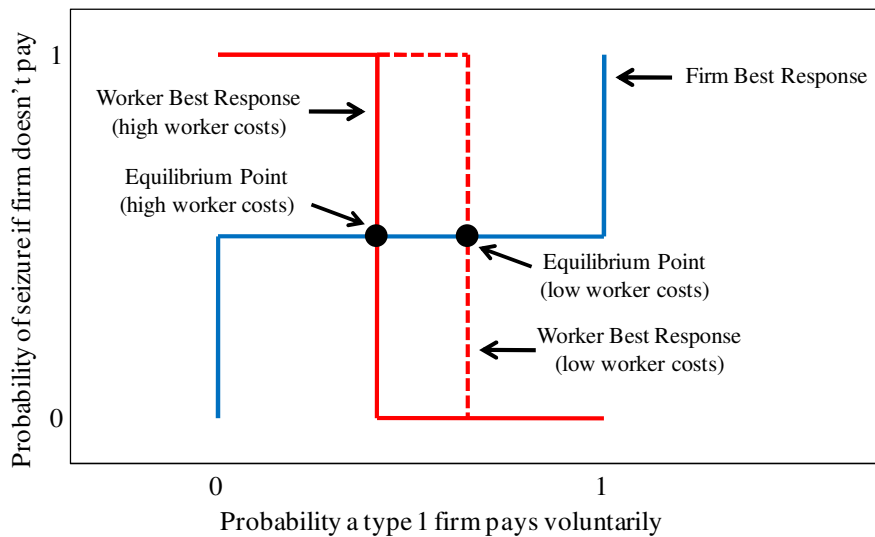 1
Firm Best Response
Worker Best Response
(high worker costs)
Equilibrium Point
(high worker costs)
Equilibrium Point
(low worker costs)
Worker Best Response
(low worker costs)
0
Probability of seizure if firm doesn't pay
0
1
Probability a type 1 firm pays voluntarily